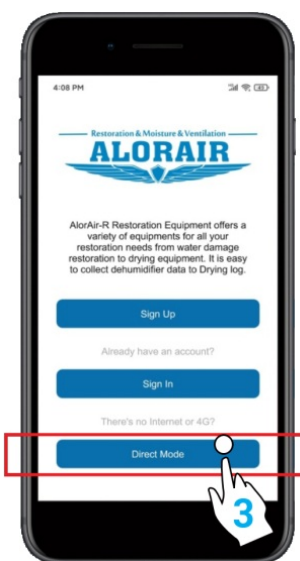 4:08 PM
Restoration & Moisture & Ventilation
ALORAIR
AlorAir-R Restoration Equipment offers a
variety of equipments for all your
restoration needs from water damage
restoration to drying equipment. It is easy
to collect dehumidifier data to Drying log.
Sign Up
Already have an account?
Sign In
There's no Internet or 4G?
Direct Mode
3